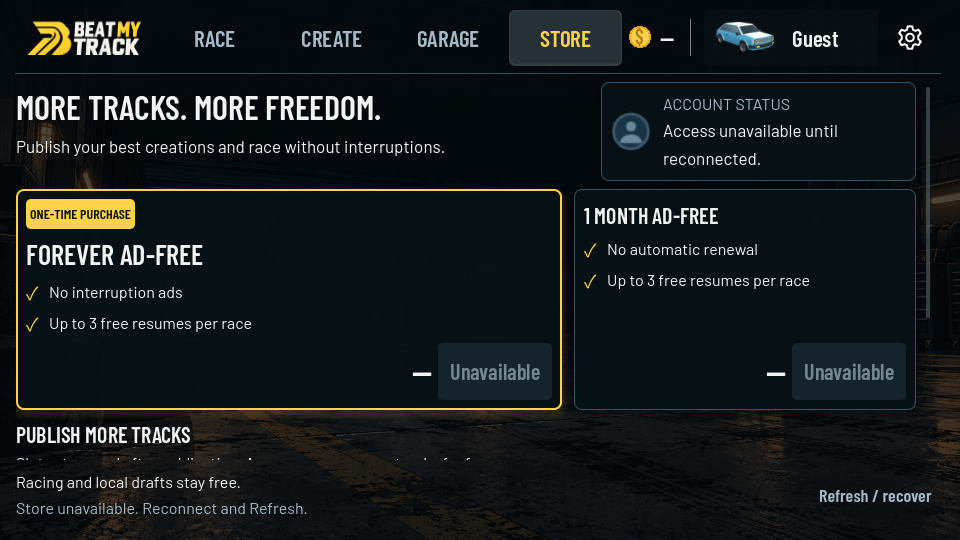 BEAT MY
TRACK
RACE
CREATE
GARAGE
STORE
—
Guest
MORE TRACKS. MORE FREEDOM.
Publish your best creations and race without interruptions.
ACCOUNT STATUS
Access unavailable until
reconnected.
ONE-TIME PURCHASE
FOREVER AD-FREE
✓ No interruption ads
✓ Up to 3 free resumes per race
— Unavailable
1 MONTH AD-FREE
✓ No automatic renewal
✓ Up to 3 free resumes per race
— Unavailable
PUBLISH MORE TRACKS
Racing and local drafts stay free.
Store unavailable. Reconnect and Refresh.
Refresh / recover